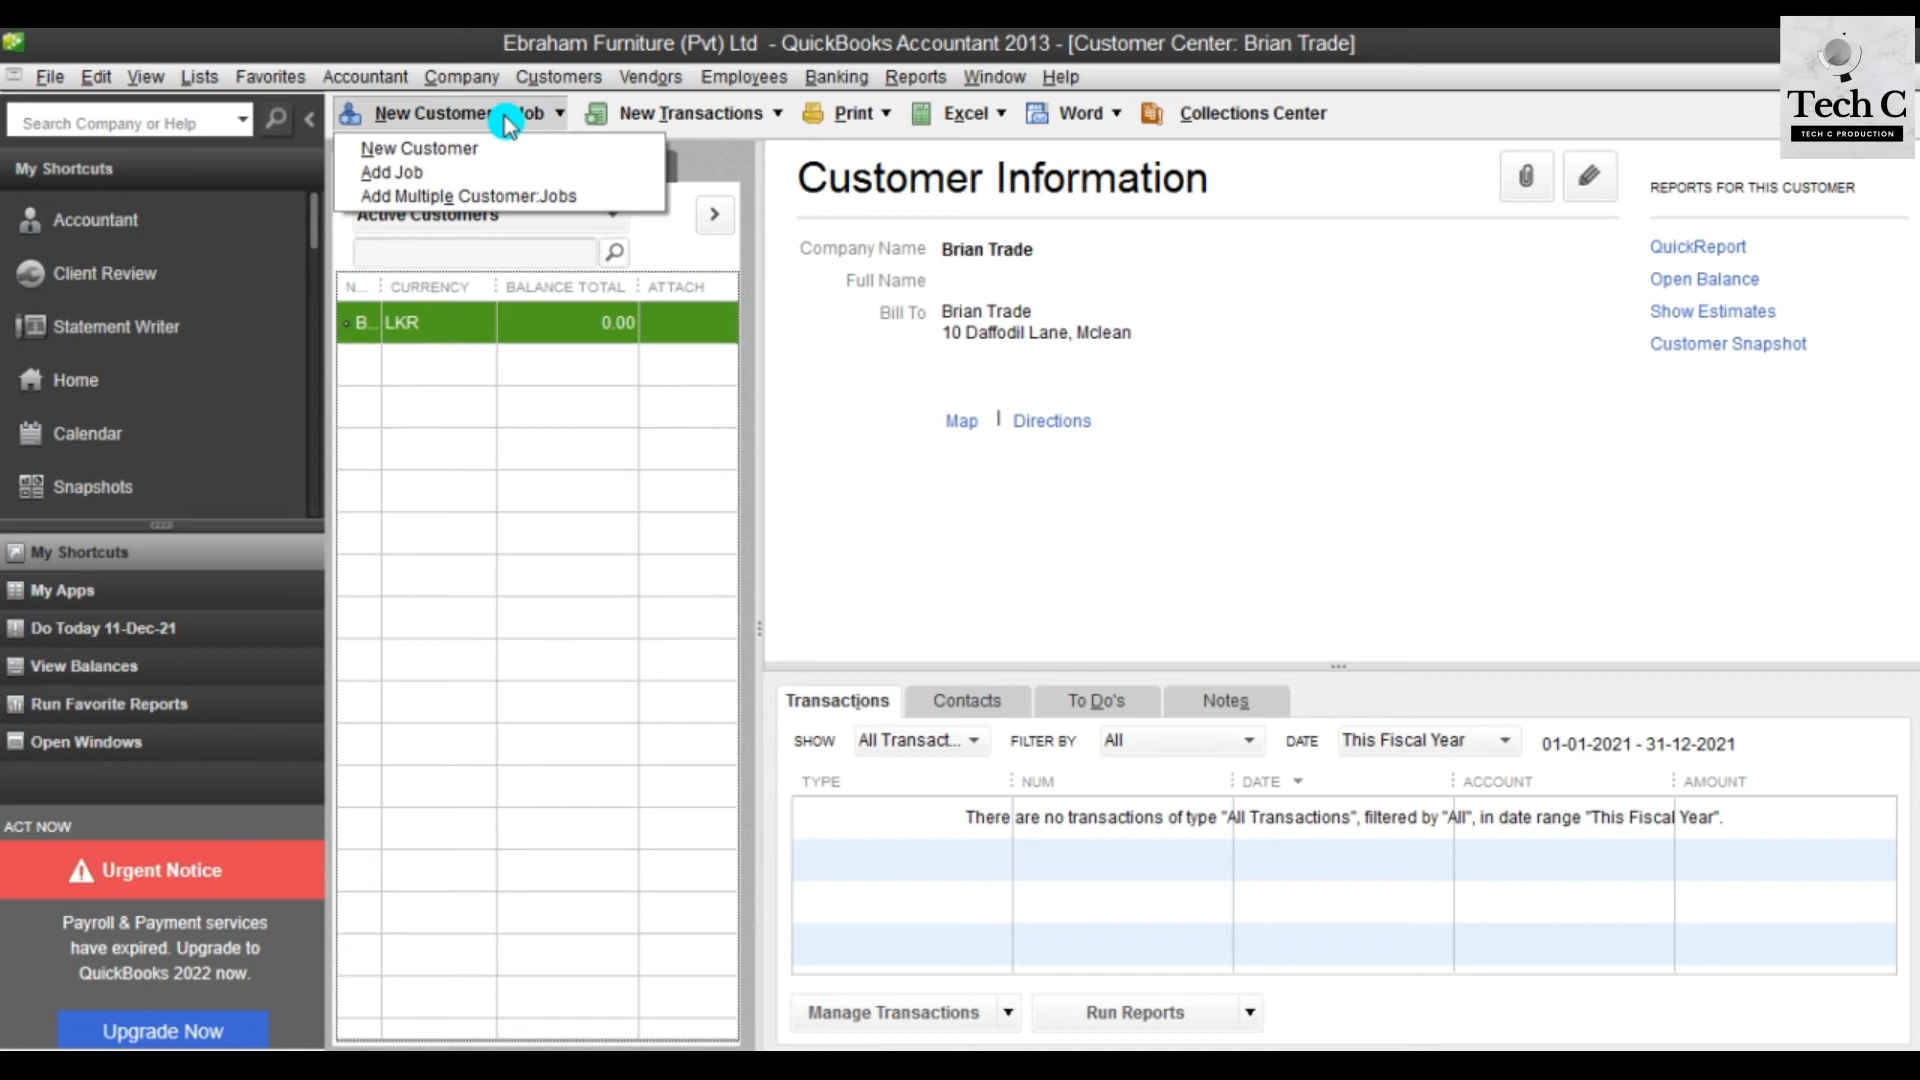 Ebraham Furniture (Pvt) Ltd - QuickBooks Accountant 2013 - [Customer Center: Brian Trade]
Tech C
TECH C PRODUCTION
File Edit View Lists Favorites Accountant Company Customers Vendors Employees Banking Reports Window Help
Search Company or Help
New Customer Job New Transactions Print Excel Word Collections Center
New Customer
Add Job
Add Multiple Customer:Jobs
Active Customers
My Shortcuts
Accountant
Client Review
Statement Writer
Home
Calendar
Snapshots
My Shortcuts
My Apps
Do Today 11-Dec-21
View Balances
Run Favorite Reports
Open Windows
ACT NOW
Urgent Notice
Payroll & Payment services
have expired. Upgrade to
QuickBooks 2022 now.
Upgrade Now
N... CURRENCY BALANCE TOTAL ATTACH
B... LKR 0.00
Customer Information
Company Name Brian Trade
Full Name
Bill To Brian Trade
10 Daffodil Lane, Mclean
Map | Directions
REPORTS FOR THIS CUSTOMER
QuickReport
Open Balance
Show Estimates
Customer Snapshot
Transactions Contacts To Do's Notes
SHOW All Transact... FILTER BY All DATE This Fiscal Year 01-01-2021 - 31-12-2021
TYPE NUM DATE ACCOUNT AMOUNT
There are no transactions of type "All Transactions", filtered by "All", in date range "This Fiscal Year".
Manage Transactions Run Reports